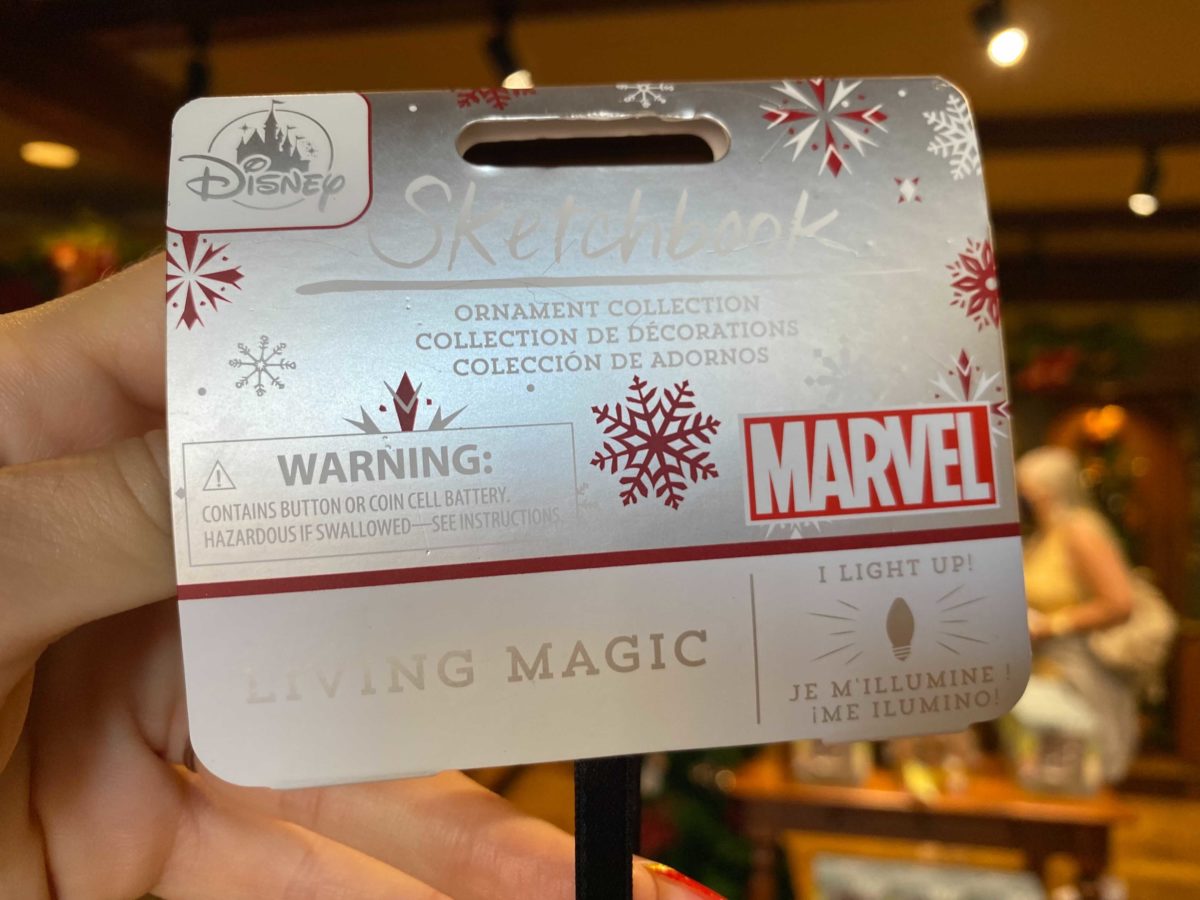 Disney
Sketchbook
ORNAMENT COLLECTION
COLLECTION DE DÉCORATIONS
COLECCIÓN DE ADORNOS
WARNING:
CONTAINS BUTTON OR COIN CELL BATTERY.
HAZARDOUS IF SWALLOWED—SEE INSTRUCTIONS.
MARVEL
LIVING MAGIC
I LIGHT UP!
JE M'ILLUMINE !
¡ME ILUMINO!